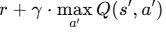 r + γ · max_{a'} Q(s', a')